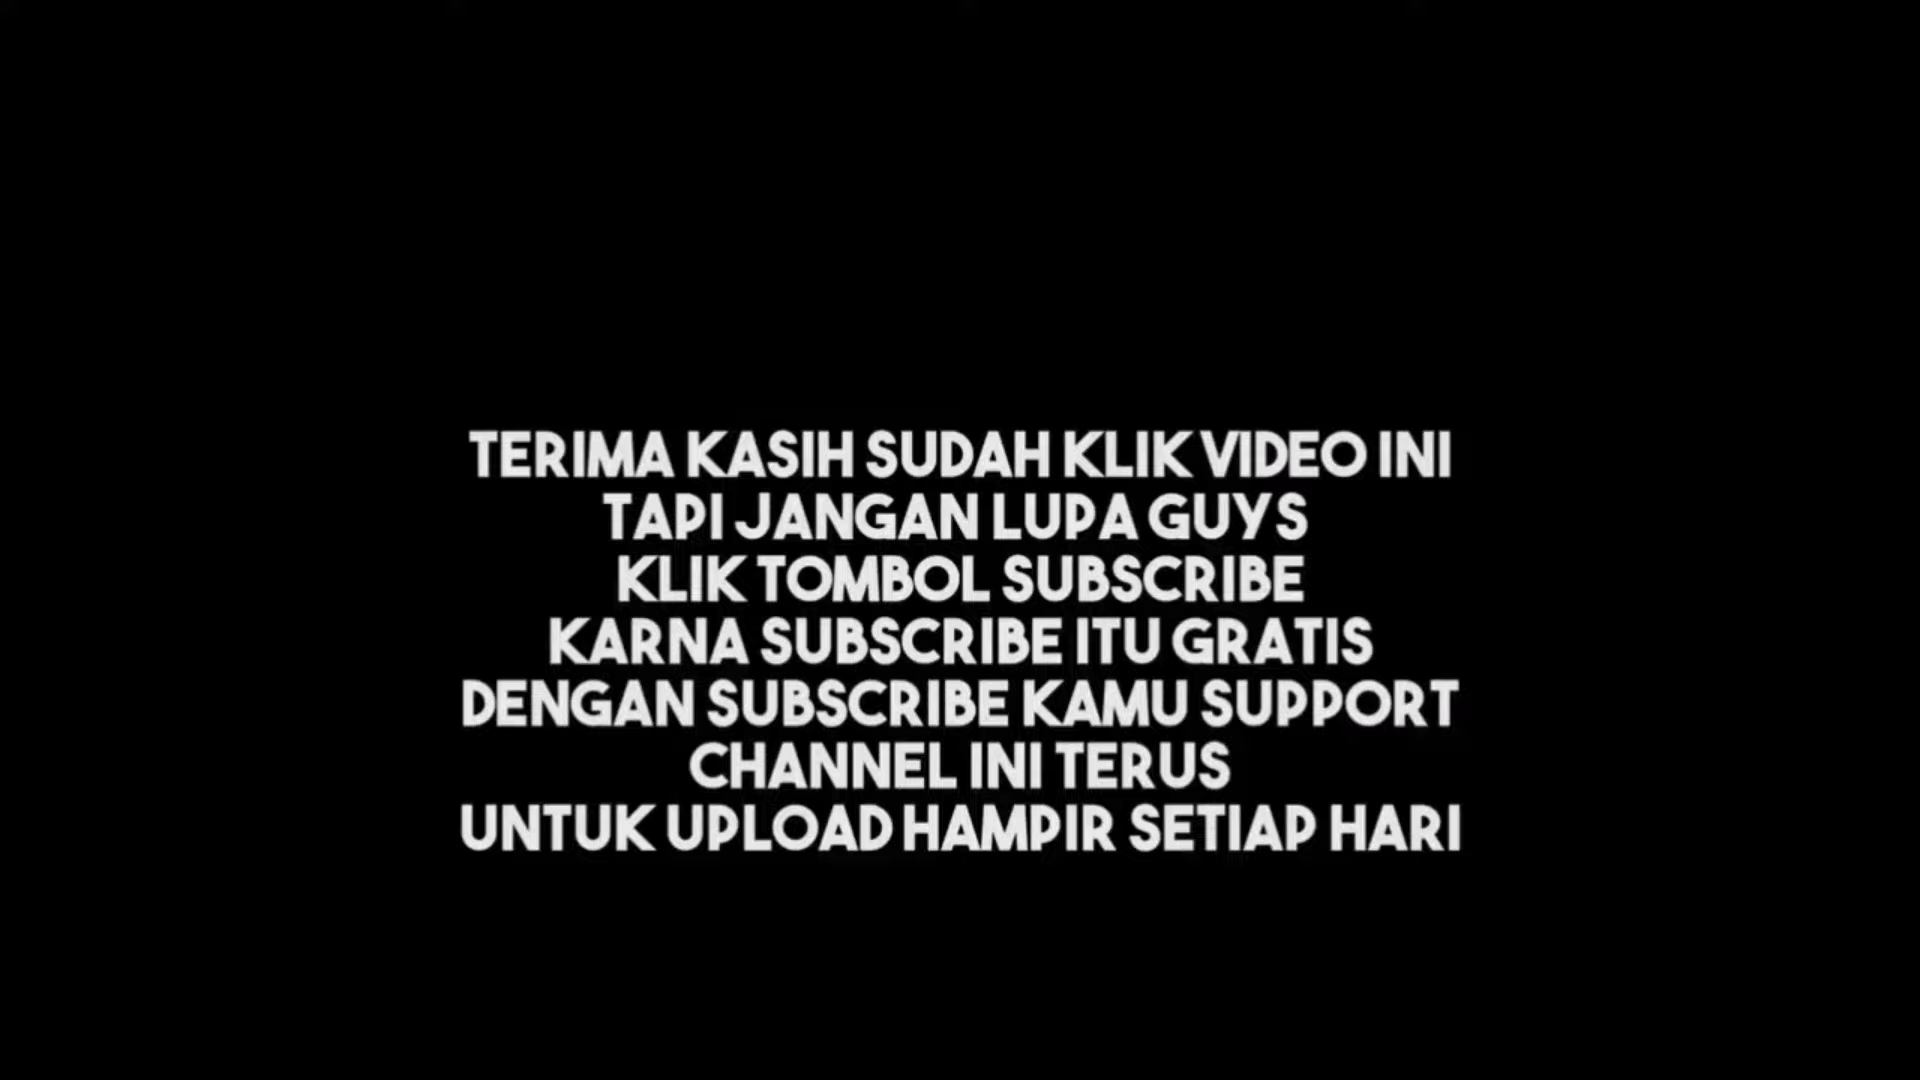 TERIMA KASIH SUDAH KLIK VIDEO INI
TAPI JANGAN LUPA GUYS
KLIK TOMBOL SUBSCRIBE
KARNA SUBSCRIBE ITU GRATIS
DENGAN SUBSCRIBE KAMU SUPPORT
CHANNEL INI TERUS
UNTUK UPLOAD HAMPIR SETIAP HARI